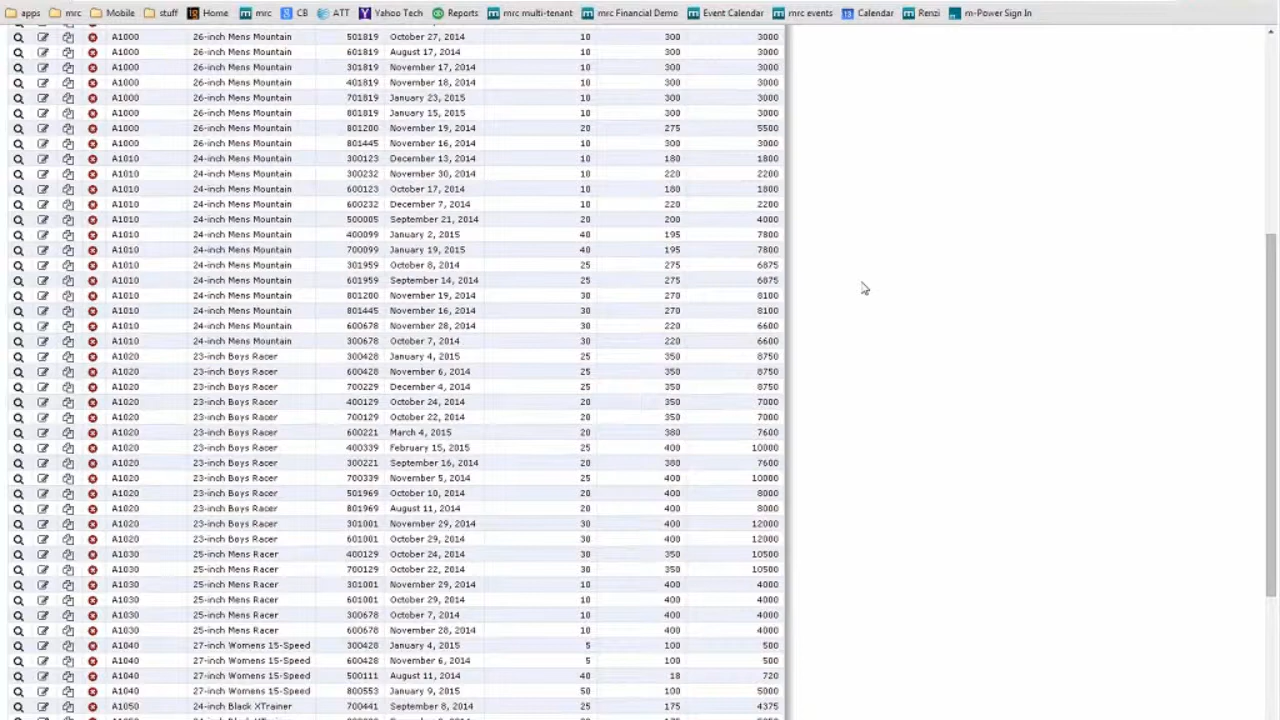 apps mrc Mobile stuff Home mrc CB ATT Yahoo Tech Reports mrc multi-tenant mrc Financial Demo Event Calendar mrc events Calendar Renzi m-Power Sign In
A1000 26-inch Mens Mountain 501819 October 27, 2014 10 300 3000
A1000 26-inch Mens Mountain 601819 August 17, 2014 10 300 3000
A1000 26-inch Mens Mountain 301819 November 17, 2014 10 300 3000
A1000 26-inch Mens Mountain 401819 November 18, 2014 10 300 3000
A1000 26-inch Mens Mountain 701819 January 23, 2015 10 300 3000
A1000 26-inch Mens Mountain 801819 January 15, 2015 10 300 3000
A1000 26-inch Mens Mountain 801200 November 19, 2014 20 275 5500
A1000 26-inch Mens Mountain 801445 November 16, 2014 10 300 3000
A1010 24-inch Mens Mountain 300123 December 13, 2014 10 180 1800
A1010 24-inch Mens Mountain 300232 November 30, 2014 10 220 2200
A1010 24-inch Mens Mountain 600123 October 17, 2014 10 180 1800
A1010 24-inch Mens Mountain 600232 December 7, 2014 10 220 2200
A1010 24-inch Mens Mountain 500005 September 21, 2014 20 200 4000
A1010 24-inch Mens Mountain 400099 January 2, 2015 40 195 7800
A1010 24-inch Mens Mountain 700099 January 19, 2015 40 195 7800
A1010 24-inch Mens Mountain 301959 October 8, 2014 25 275 6875
A1010 24-inch Mens Mountain 601959 September 14, 2014 25 275 6875
A1010 24-inch Mens Mountain 801200 November 19, 2014 30 270 8100
A1010 24-inch Mens Mountain 801445 November 16, 2014 30 270 8100
A1010 24-inch Mens Mountain 600678 November 28, 2014 30 220 6600
A1010 24-inch Mens Mountain 300678 October 7, 2014 30 220 6600
A1020 23-inch Boys Racer 300428 January 4, 2015 25 350 8750
A1020 23-inch Boys Racer 600428 November 6, 2014 25 350 8750
A1020 23-inch Boys Racer 700229 December 4, 2014 25 350 8750
A1020 23-inch Boys Racer 400129 October 24, 2014 20 350 7000
A1020 23-inch Boys Racer 700129 October 22, 2014 20 350 7000
A1020 23-inch Boys Racer 600221 March 4, 2015 20 380 7600
A1020 23-inch Boys Racer 400339 February 15, 2015 25 400 10000
A1020 23-inch Boys Racer 300221 September 16, 2014 20 380 7600
A1020 23-inch Boys Racer 700339 November 5, 2014 25 400 10000
A1020 23-inch Boys Racer 501969 October 10, 2014 20 400 8000
A1020 23-inch Boys Racer 801969 August 11, 2014 20 400 8000
A1020 23-inch Boys Racer 301001 November 29, 2014 30 400 12000
A1020 23-inch Boys Racer 601001 October 29, 2014 30 400 12000
A1030 25-inch Mens Racer 400129 October 24, 2014 30 350 10500
A1030 25-inch Mens Racer 700129 October 22, 2014 30 350 10500
A1030 25-inch Mens Racer 301001 November 29, 2014 10 400 4000
A1030 25-inch Mens Racer 601001 October 29, 2014 10 400 4000
A1030 25-inch Mens Racer 300678 October 7, 2014 10 400 4000
A1030 25-inch Mens Racer 600678 November 28, 2014 10 400 4000
A1040 27-inch Womens 15-Speed 300428 January 4, 2015 5 100 500
A1040 27-inch Womens 15-Speed 600428 November 6, 2014 5 100 500
A1040 27-inch Womens 15-Speed 500111 August 11, 2014 40 18 720
A1040 27-inch Womens 15-Speed 800553 January 9, 2015 50 100 5000
A1050 24-inch Black XTrainer 700441 September 8, 2014 25 175 4375